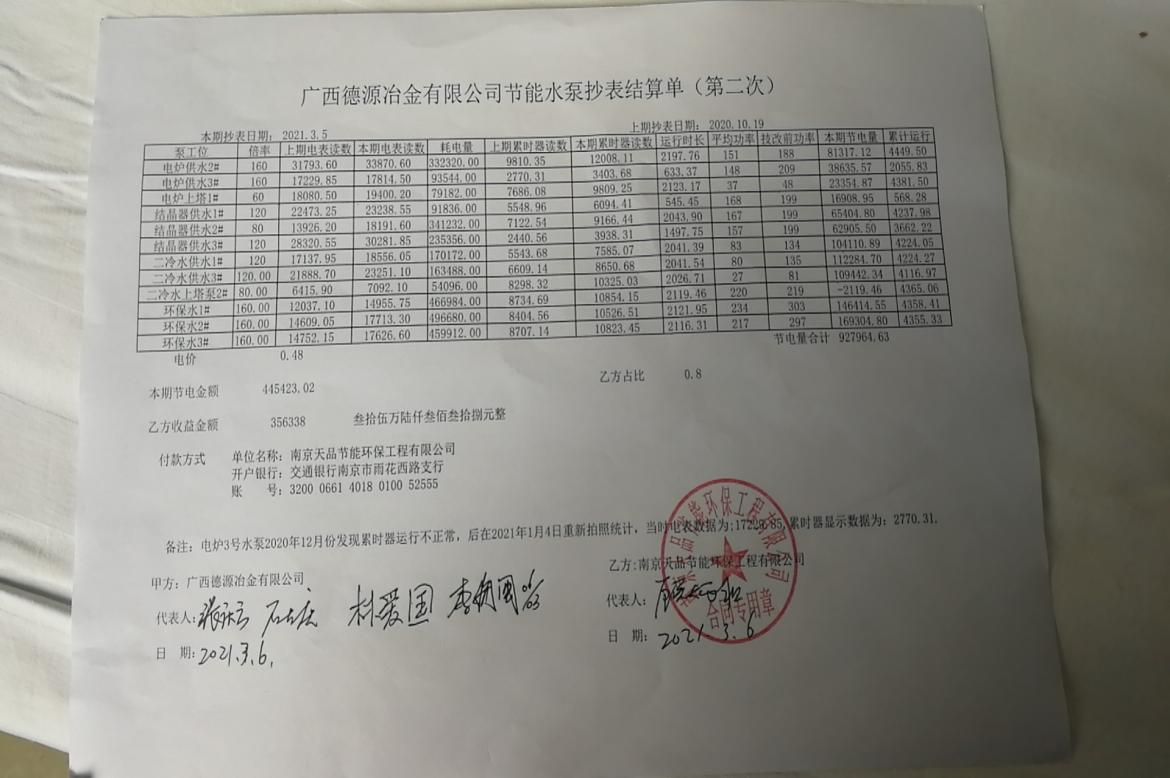 广西德源冶金有限公司节能水泵抄表结算单（第二次）
本期抄表日期： 2021.3.5 上期抄表日期： 2020.10.19
泵工位 倍率 上期电表读数 本期电表读数 耗电量 上期累时器读数 本期累时器读数 运行时长 平均功率 技改前功率 本期节电量 累计运行
电炉供水2# 160 31793.60 33870.60 332320.00 9810.35 12008.11 2197.76 151 188 81317.12 4449.50
电炉供水3# 160 17229.85 17814.50 93544.00 2770.31 3403.68 633.37 148 209 38635.57 2055.83
电炉上塔1# 60 18080.50 19400.20 79182.00 7686.08 9809.25 2123.17 37 48 23354.87 4381.50
结晶器供水1# 120 22473.25 23238.55 91836.00 5548.96 6094.41 545.45 168 199 16908.95 568.28
结晶器供水2# 80 13926.20 18191.60 341232.00 7122.54 9166.44 2043.90 167 199 65404.80 4237.98
结晶器供水3# 120 28320.55 30281.85 235356.00 2440.56 3938.31 1497.75 157 199 62905.50 3662.22
二冷水供水1# 120 17137.95 18556.05 170172.00 5543.68 7585.07 2041.39 83 134 104110.89 4224.05
二冷水供水3# 120.00 21888.70 23251.10 163488.00 6609.14 8650.68 2041.54 80 135 112284.70 4224.27
二冷水上塔泵2# 80.00 6415.90 7092.10 54096.00 8298.32 10325.03 2026.71 27 81 109442.34 4116.97
环保水1# 160.00 12037.10 14955.75 466984.00 8734.69 10854.15 2119.46 220 219 -2119.46 4365.06
环保水2# 160.00 14609.05 17713.30 496680.00 8404.56 10526.51 2121.95 234 303 146414.55 4358.41
环保水3# 160.00 14752.15 17626.60 459912.00 8707.14 10823.45 2116.31 217 297 169304.80 4355.33
电价 0.48 节电量合计 927964.63
本期节电金额 445423.02 乙方占比 0.8
乙方收益金额 356338 叁拾伍万陆仟叁佰叁拾捌元整
付款方式 单位名称：南京天品节能环保工程有限公司
开户银行：交通银行南京市雨花西路支行
账 号：3200 0661 4018 0100 52555
备注：电炉3号水泵2020年12月份发现累时器运行不正常，后在2021年1月4日重新拍照统计，当时电表数据为:17229.85,累时器显示数据为：2770.31.
甲方：广西德源冶金有限公司 乙方:南京天品节能环保工程有限公司
代表人: 代表人:
日 期: 2021.3.6. 日 期: 2021.3.6
合同专用章